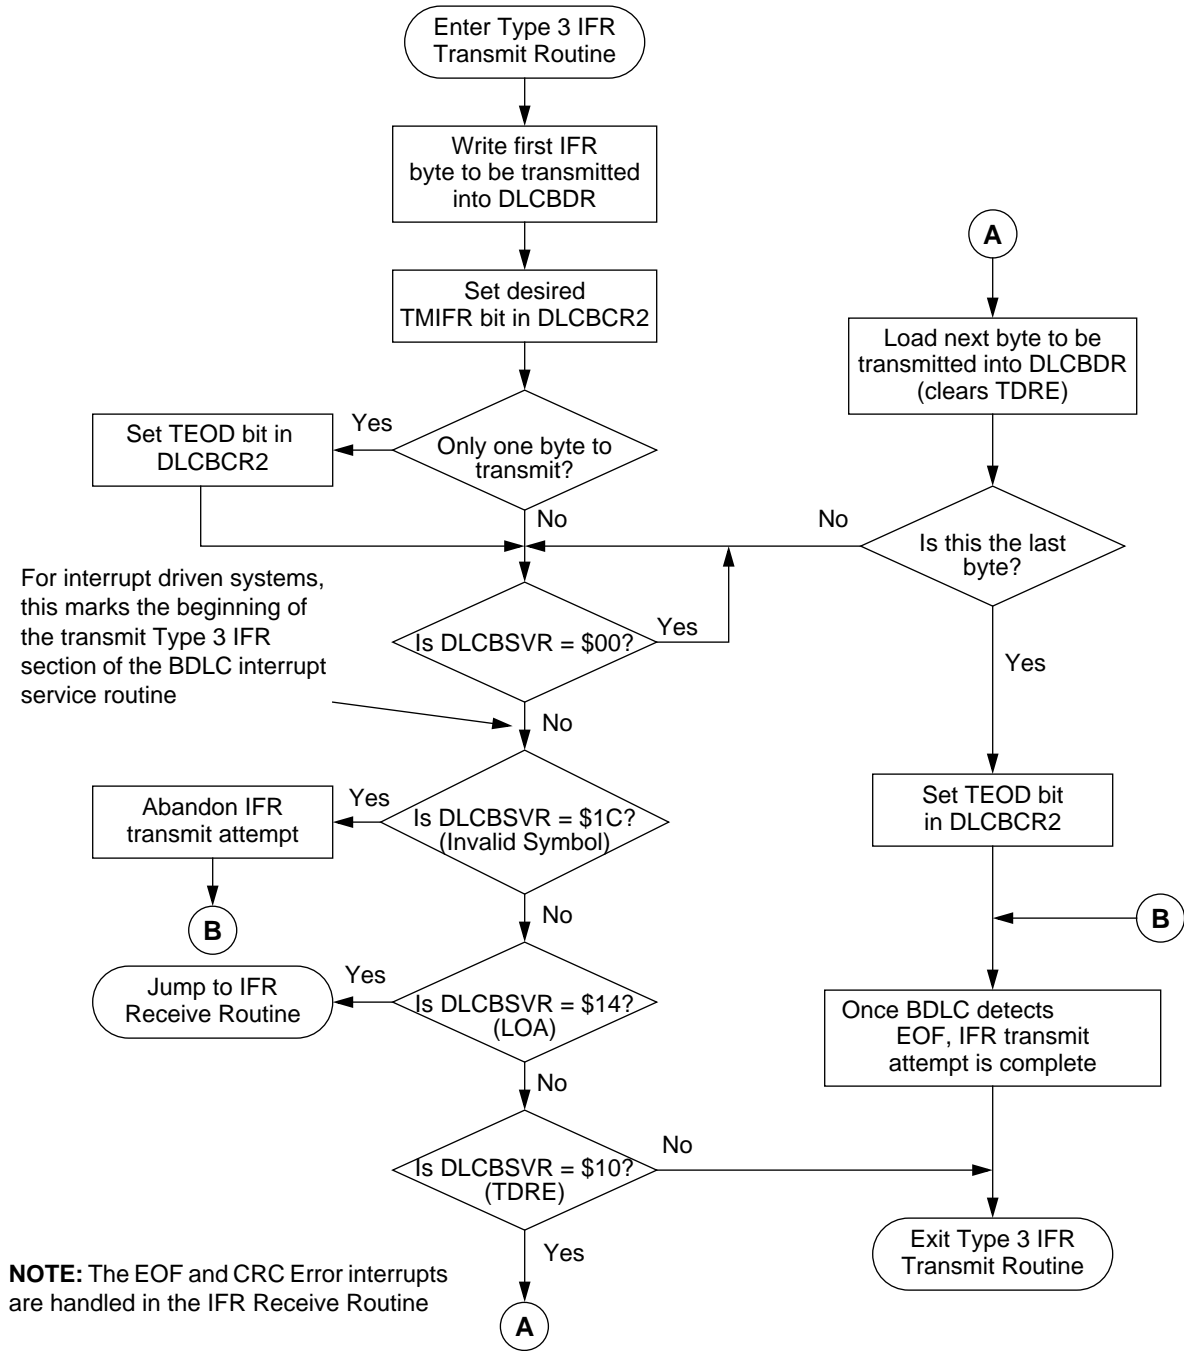 Enter Type 3 IFR
Transmit Routine
Write first IFR
byte to be transmitted
into DLCBDR
Set desired
TMIFR bit in DLCBCR2
Only one byte to
transmit?
Yes
Set TEOD bit in
DLCBCR2
No
For interrupt driven systems,
this marks the beginning of
the transmit Type 3 IFR
section of the BDLC interrupt
service routine
Is DLCBSVR = $00?
Yes
No
Is DLCBSVR = $1C?
(Invalid Symbol)
Yes
Abandon IFR
transmit attempt
B
No
Is DLCBSVR = $14?
(LOA)
Yes
Jump to IFR
Receive Routine
No
Is DLCBSVR = $10?
(TDRE)
No
Yes
A
A
Load next byte to be
transmitted into DLCBDR
(clears TDRE)
Is this the last
byte?
No
Yes
Set TEOD bit
in DLCBCR2
B
Once BDLC detects
EOF, IFR transmit
attempt is complete
Exit Type 3 IFR
Transmit Routine
NOTE: The EOF and CRC Error interrupts
are handled in the IFR Receive Routine